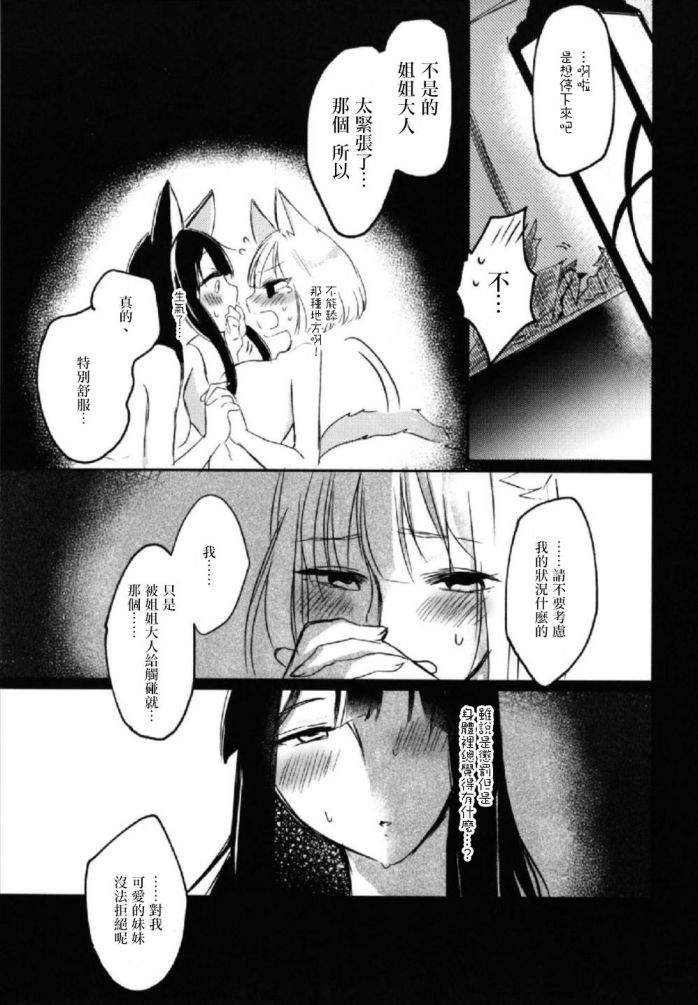 …啊啦
是想停下來吧
不…
不是的
姐姐大人
太緊張了…
那個 所以
不能舔
那種地方啊！
生氣了…
真的、
特別舒服…
……請不要考慮
我的狀況什麼的
我……
只是
被姐姐大人給觸碰就…
那個……
雖說是懲罰但是
身體裡總覺得有什麼…？
……對我
可愛的妹妹
沒法拒絕呢